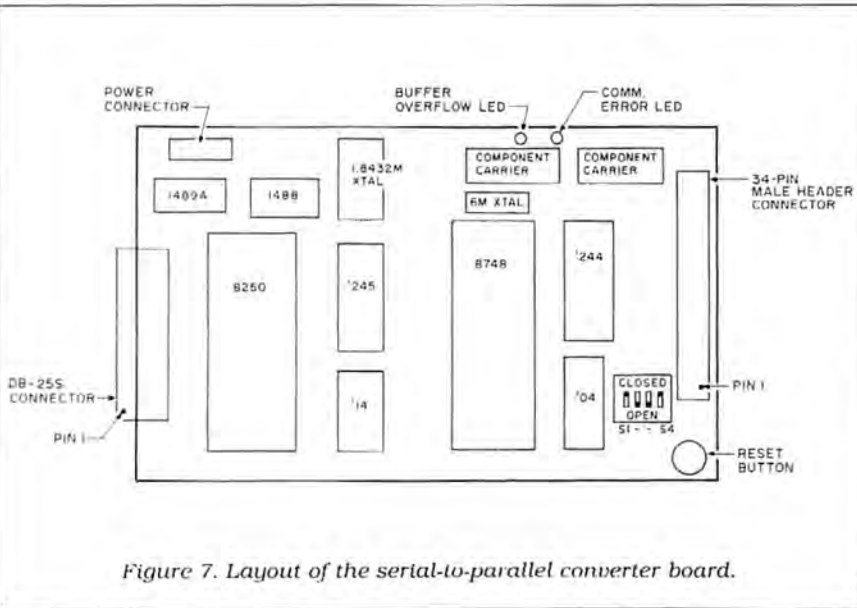 POWER
CONNECTOR
BUFFER
OVERFLOW LED
COMM.
ERROR LED
1.8432M
XTAL
COMPONENT
CARRIER
COMPONENT
CARRIER
34-PIN
MALE HEADER
CONNECTOR
1489A
1488
6M XTAL
8250
'245
8748
'244
DB-25S
CONNECTOR
PIN 1
'14
'04
CLOSED
OPEN
S1 - - S4
PIN 1
RESET
BUTTON
Figure 7. Layout of the serial-to-parallel converter board.